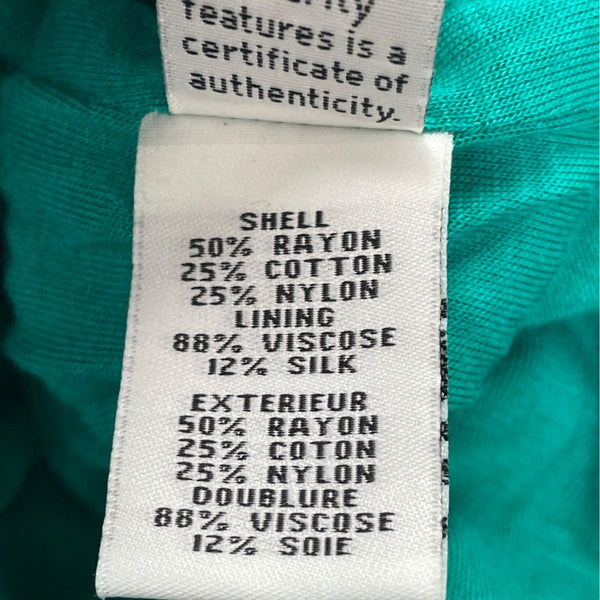 features is a
certificate of
authenticity.
SHELL
50% RAYON
25% COTTON
25% NYLON
LINING
88% VISCOSE
12% SILK
EXTERIEUR
50% RAYON
25% COTON
25% NYLON
DOUBLURE
88% VISCOSE
12% SOIE